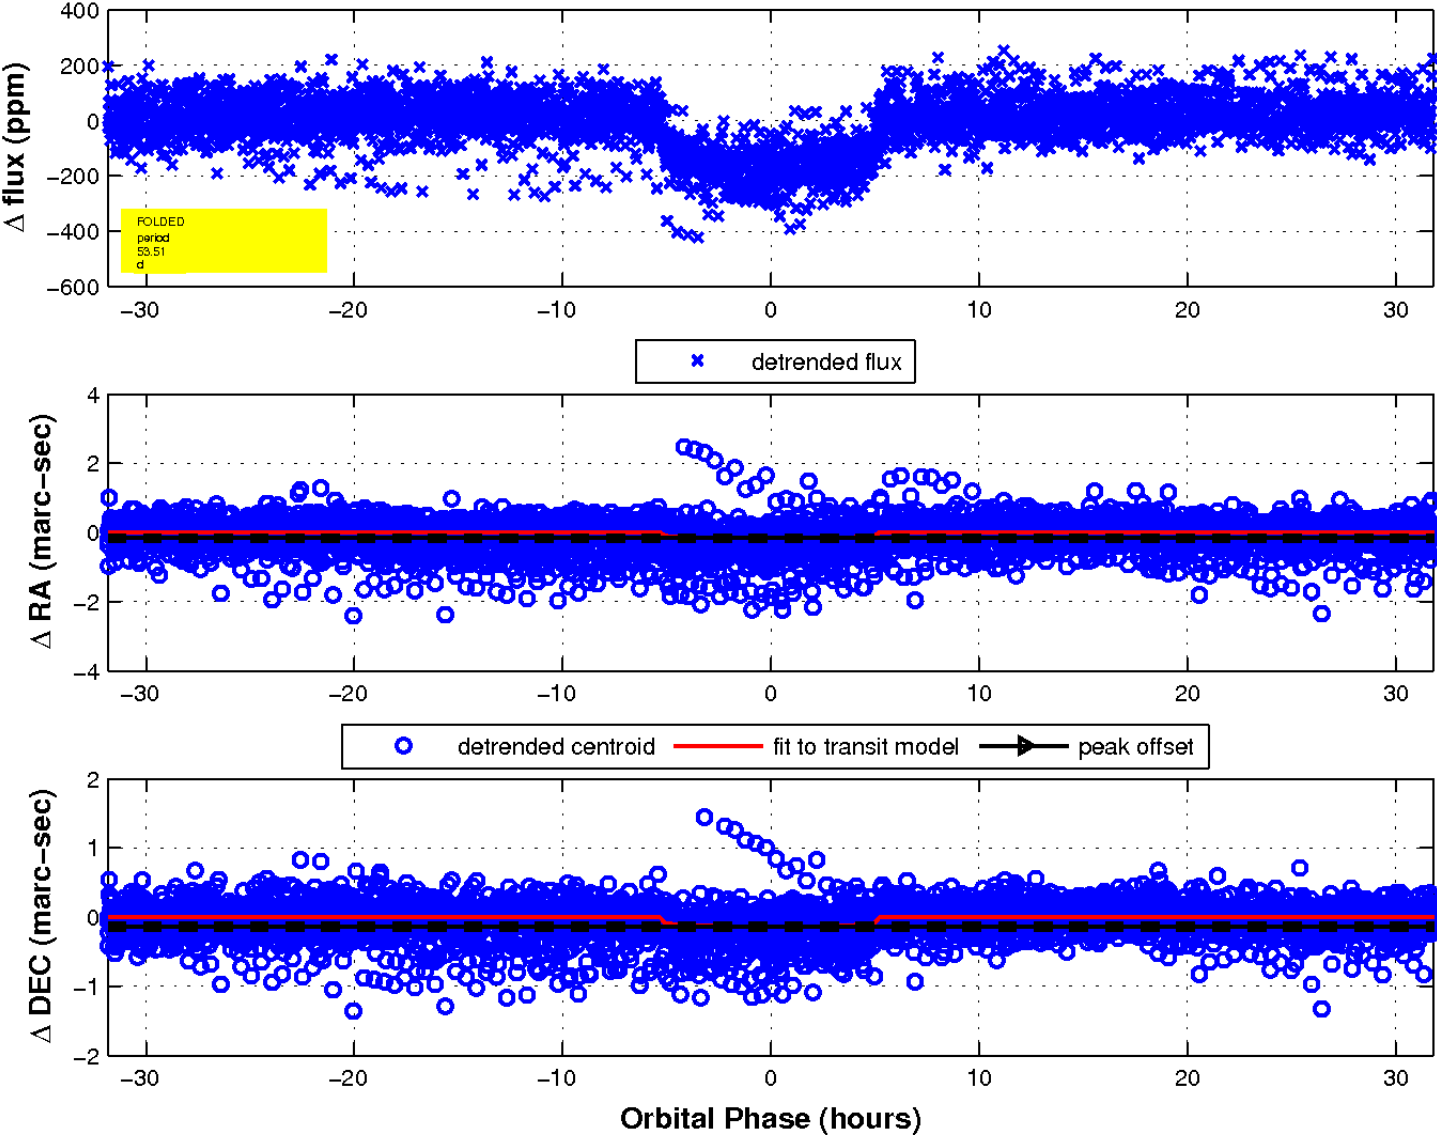 400
200
0
−200
−400
−600
Δ flux (ppm)
FOLDED
period
53.51
d
−30 −20 −10 0 10 20 30
detrended flux
4
2
0
−2
−4
Δ RA (marc−sec)
−30 −20 −10 0 10 20 30
detrended centroid fit to transit model peak offset
2
1
0
−1
−2
Δ DEC (marc−sec)
−30 −20 −10 0 10 20 30
Orbital Phase (hours)